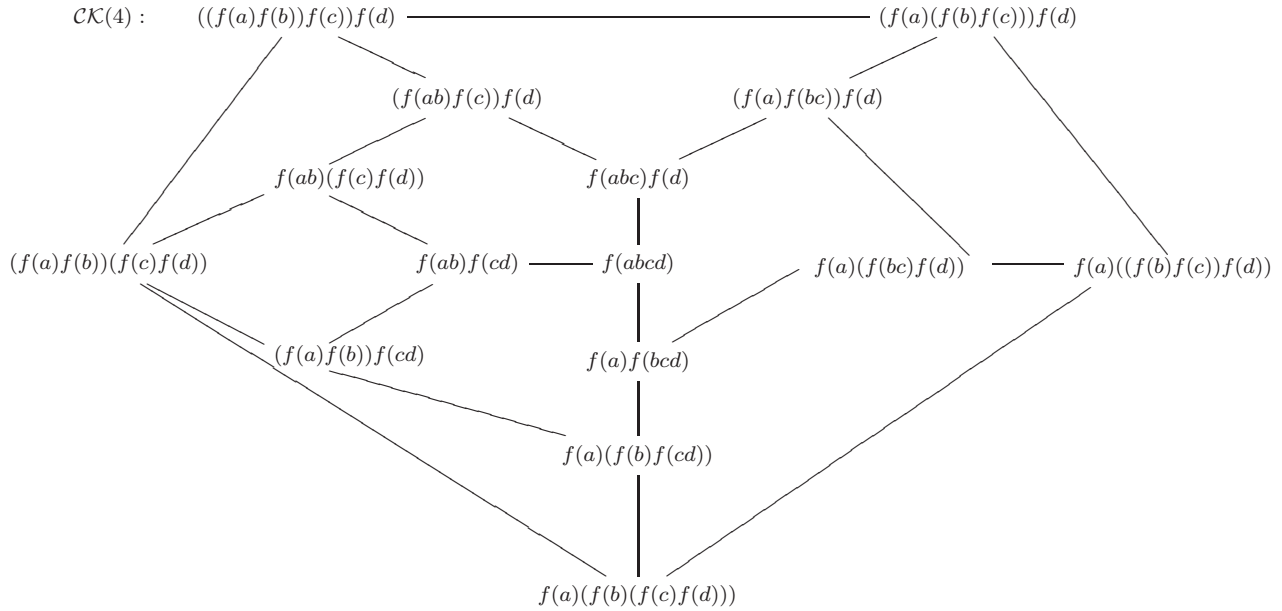 𝒞𝒦(4) : ((f(a)f(b))f(c))f(d) (f(a)(f(b)f(c)))f(d)
(f(ab)f(c))f(d) (f(a)f(bc))f(d)
f(ab)(f(c)f(d)) f(abc)f(d)
(f(a)f(b))(f(c)f(d)) f(ab)f(cd) f(abcd) f(a)(f(bc)f(d)) f(a)((f(b)f(c))f(d))
(f(a)f(b))f(cd) f(a)f(bcd)
f(a)(f(b)f(cd))
f(a)(f(b)(f(c)f(d)))